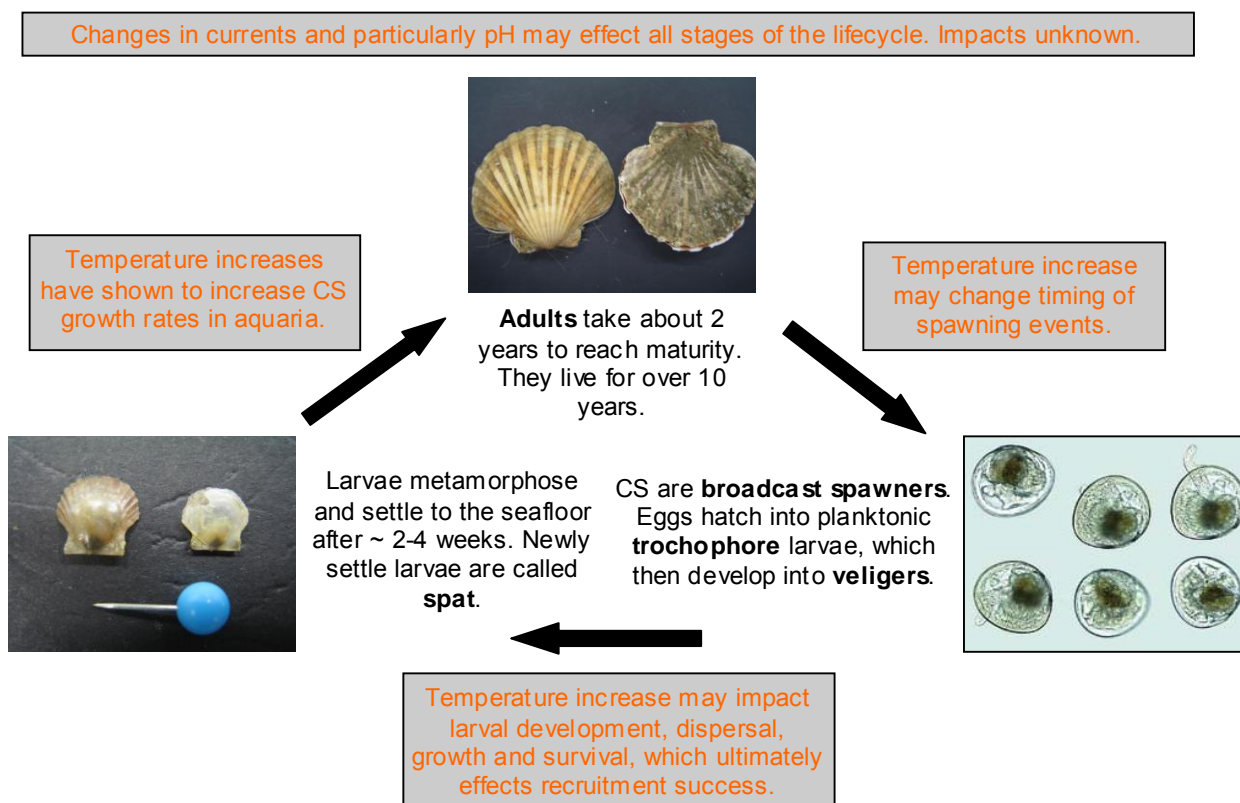 Changes in currents and particularly pH may effect all stages of the lifecycle. Impacts unknown.
Temperature increases
have shown to increase CS
growth rates in aquaria.
Temperature increase
may change timing of
spawning events.
Adults take about 2
years to reach maturity.
They live for over 10
years.
Larvae metamorphose
and settle to the seafloor
after ~ 2-4 weeks. Newly
settle larvae are called
spat.
CS are broadcast spawners.
Eggs hatch into planktonic
trochophore larvae, which
then develop into veligers.
Temperature increase may impact
larval development, dispersal,
growth and survival, which ultimately
effects recruitment success.